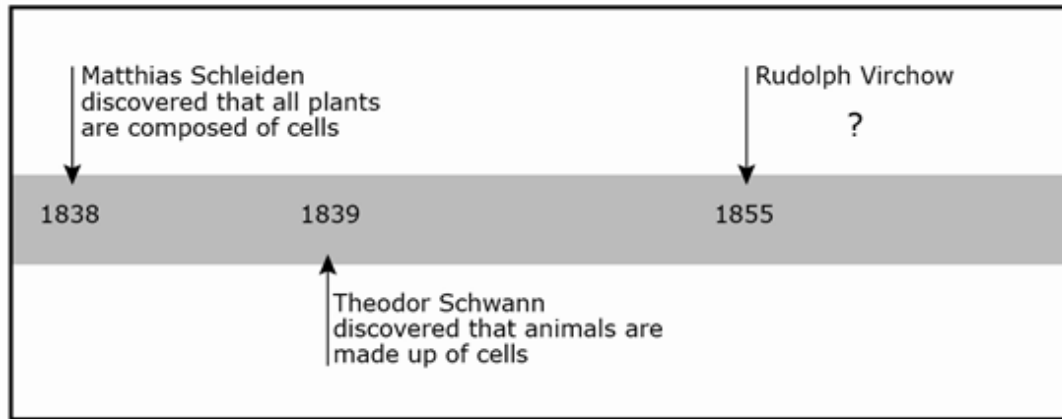 Matthias Schleiden
discovered that all plants
are composed of cells
Rudolph Virchow
?
1838
1839
1855
Theodor Schwann
discovered that animals are
made up of cells